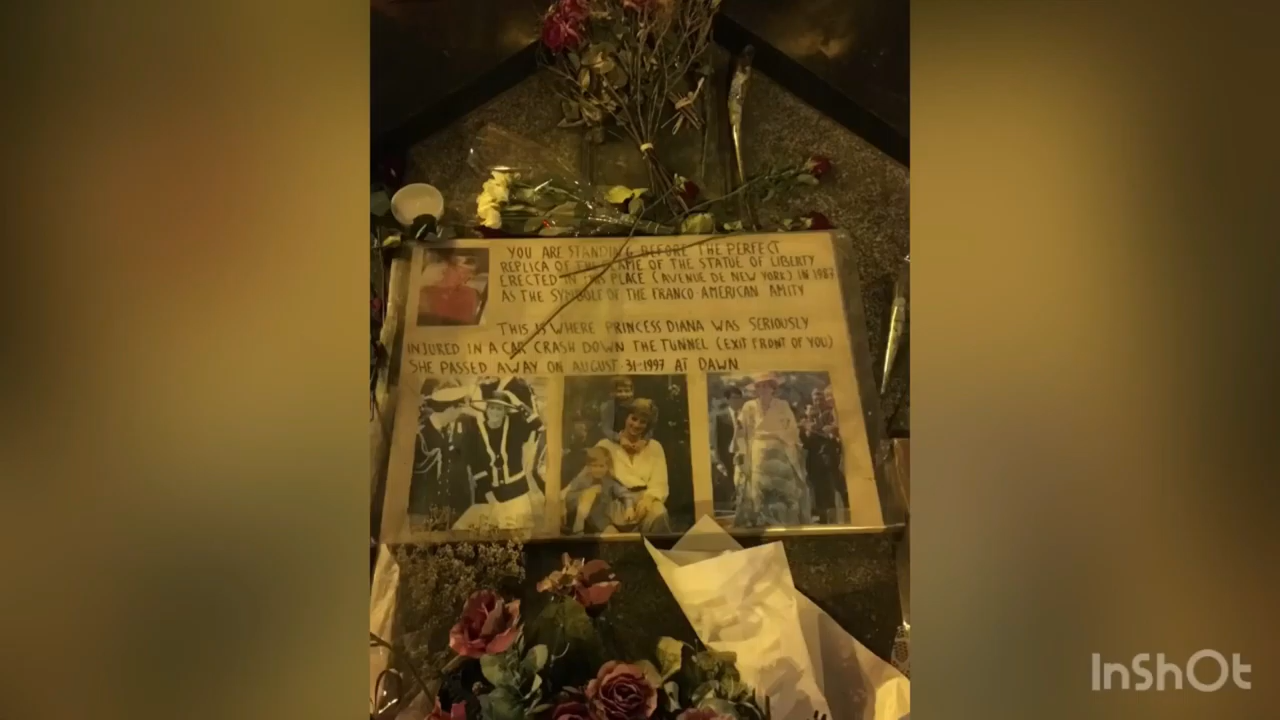 YOU ARE STANDING BEFORE THE PERFECT
REPLICA OF THE FLAME OF THE STATUE OF LIBERTY
ERECTED IN THIS PLACE (AVENUE DE NEW YORK) IN 1987
AS THE SYMBOLE OF THE FRANCO AMERICAN AMITY
THIS IS WHERE PRINCESS DIANA WAS SERIOUSLY
INJURED IN A CAR CRASH DOWN THE TUNNEL (EXIT FRONT OF YOU)
SHE PASSED AWAY ON AUGUST 31-1997 AT DAWN
InShOt